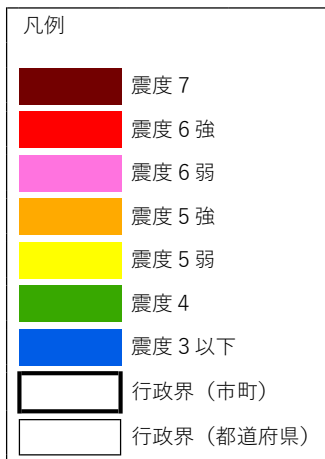 凡例
震度 7
震度 6 強
震度 6 弱
震度 5 強
震度 5 弱
震度 4
震度 3 以下
行政界（市町）
行政界（都道府県）